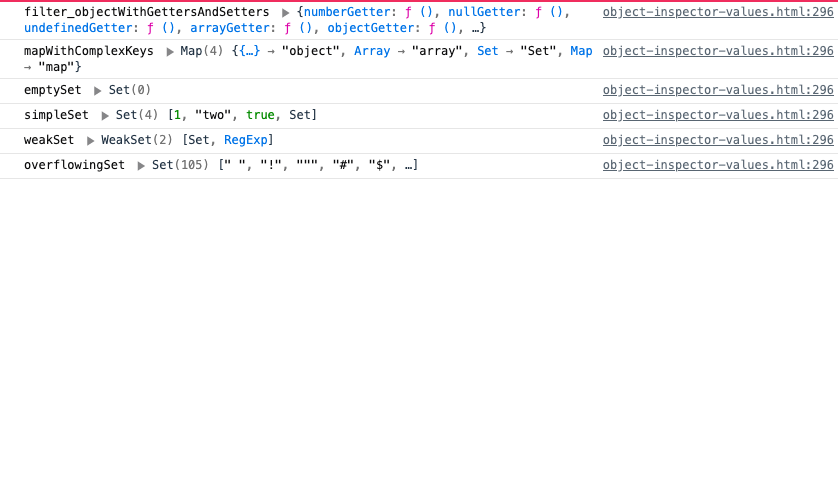 filter_objectWithGettersAndSetters ▶ {numberGetter: ƒ (), nullGetter: ƒ (), object-inspector-values.html:296
undefinedGetter: ƒ (), arrayGetter: ƒ (), objectGetter: ƒ (), …}
mapWithComplexKeys ▶ Map(4) {{…} → "object", Array → "array", Set → "Set", Map object-inspector-values.html:296
→ "map"}
emptySet ▶ Set(0) object-inspector-values.html:296
simpleSet ▶ Set(4) [1, "two", true, Set] object-inspector-values.html:296
weakSet ▶ WeakSet(2) [Set, RegExp] object-inspector-values.html:296
overflowingSet ▶ Set(105) [" ", "!", """, "#", "$", …] object-inspector-values.html:296